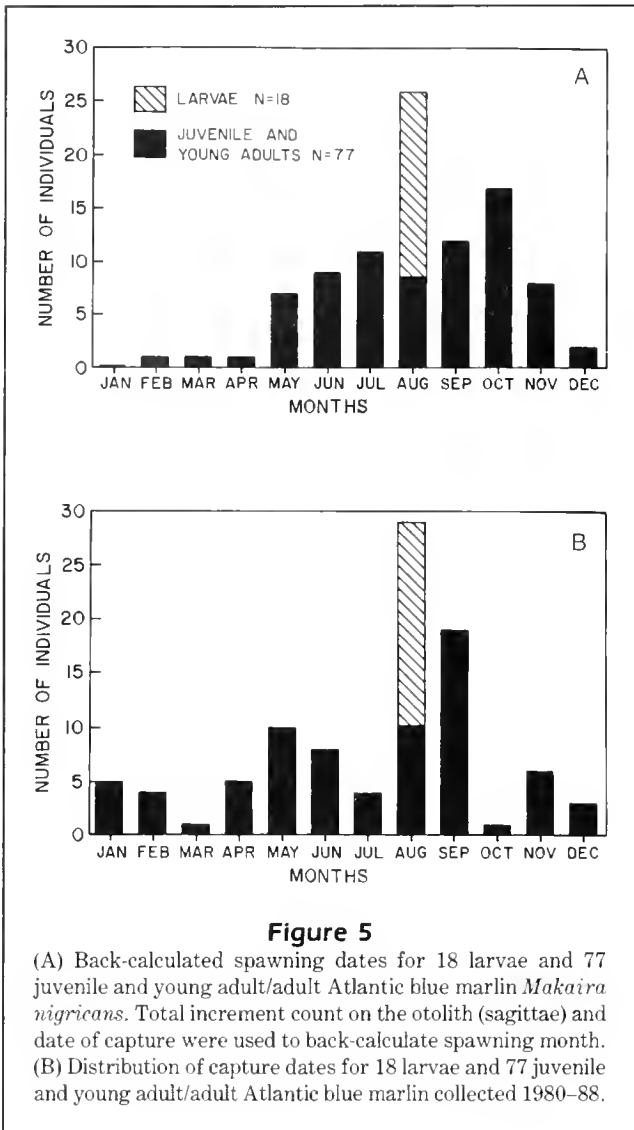 30
25
20
15
10
5
0
NUMBER OF INDIVIDUALS
A
LARVAE N=18
JUVENILE AND
YOUNG ADULTS N=77
JAN FEB MAR APR MAY JUN JUL AUG SEP OCT NOV DEC
MONTHS
30
25
20
15
10
5
0
NUMBER OF INDIVIDUALS
B
JAN FEB MAR APR MAY JUN JUL AUG SEP OCT NOV DEC
MONTHS
Figure 5
(A) Back-calculated spawning dates for 18 larvae and 77
juvenile and young adult/adult Atlantic blue marlin Makaira
nigricans. Total increment count on the otolith (sagittae) and
date of capture were used to back-calculate spawning month.
(B) Distribution of capture dates for 18 larvae and 77 juvenile
and young adult/adult Atlantic blue marlin collected 1980–88.